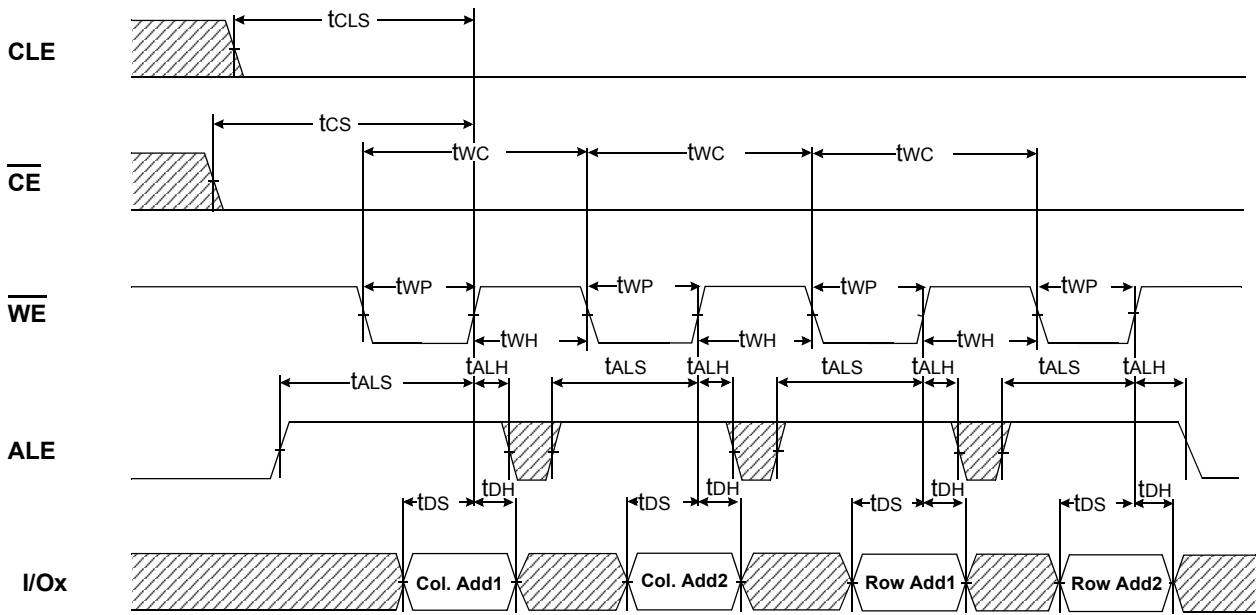 tCLS
CLE
tCS
tWC tWC tWC
CE
tWP tWP tWP tWP
WE
tWH tWH tWH
tALS tALH tALS tALH tALS tALH tALS tALH
ALE
tDS tDH tDS tDH tDS tDH tDS tDH
I/Ox Col. Add1 Col. Add2 Row Add1 Row Add2